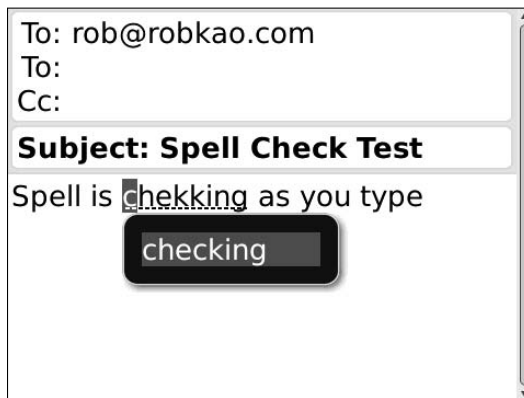 To: rob@robkao.com
To:
Cc:
Subject: Spell Check Test
Spell is chekking as you type
checking